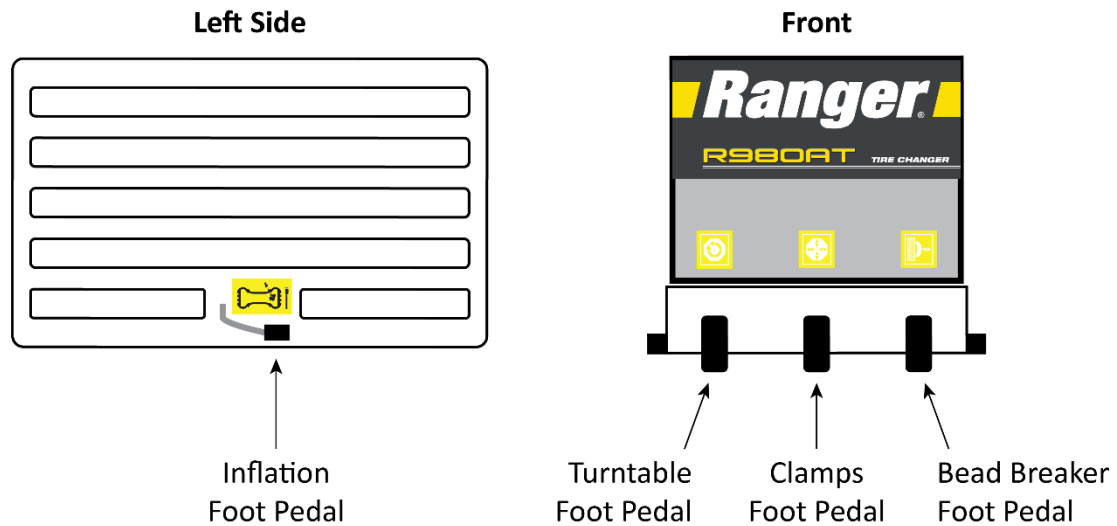 Left Side
Front
Ranger®
R980AT TIRE CHANGER
Inflation
Foot Pedal
Turntable
Foot Pedal
Clamps
Foot Pedal
Bead Breaker
Foot Pedal